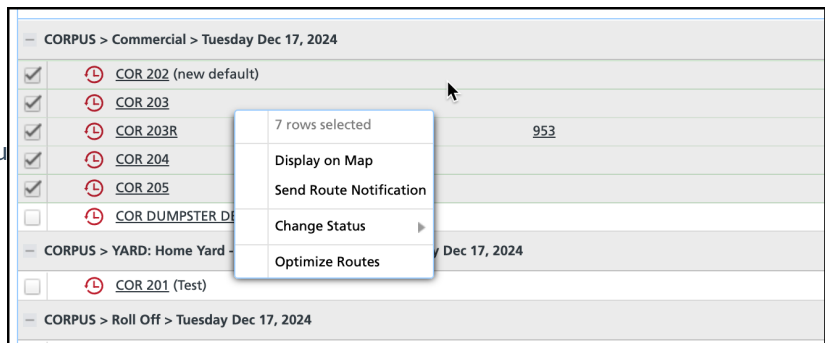 CORPUS > Commercial > Tuesday Dec 17, 2024
COR 202 (new default)
COR 203
7 rows selected
COR 203R 953
Display on Map
COR 204
COR 205
Send Route Notification
COR DUMPSTER DE
Change Status
CORPUS > YARD: Home Yard - y Dec 17, 2024
Optimize Routes
COR 201 (Test)
CORPUS > Roll Off > Tuesday Dec 17, 2024